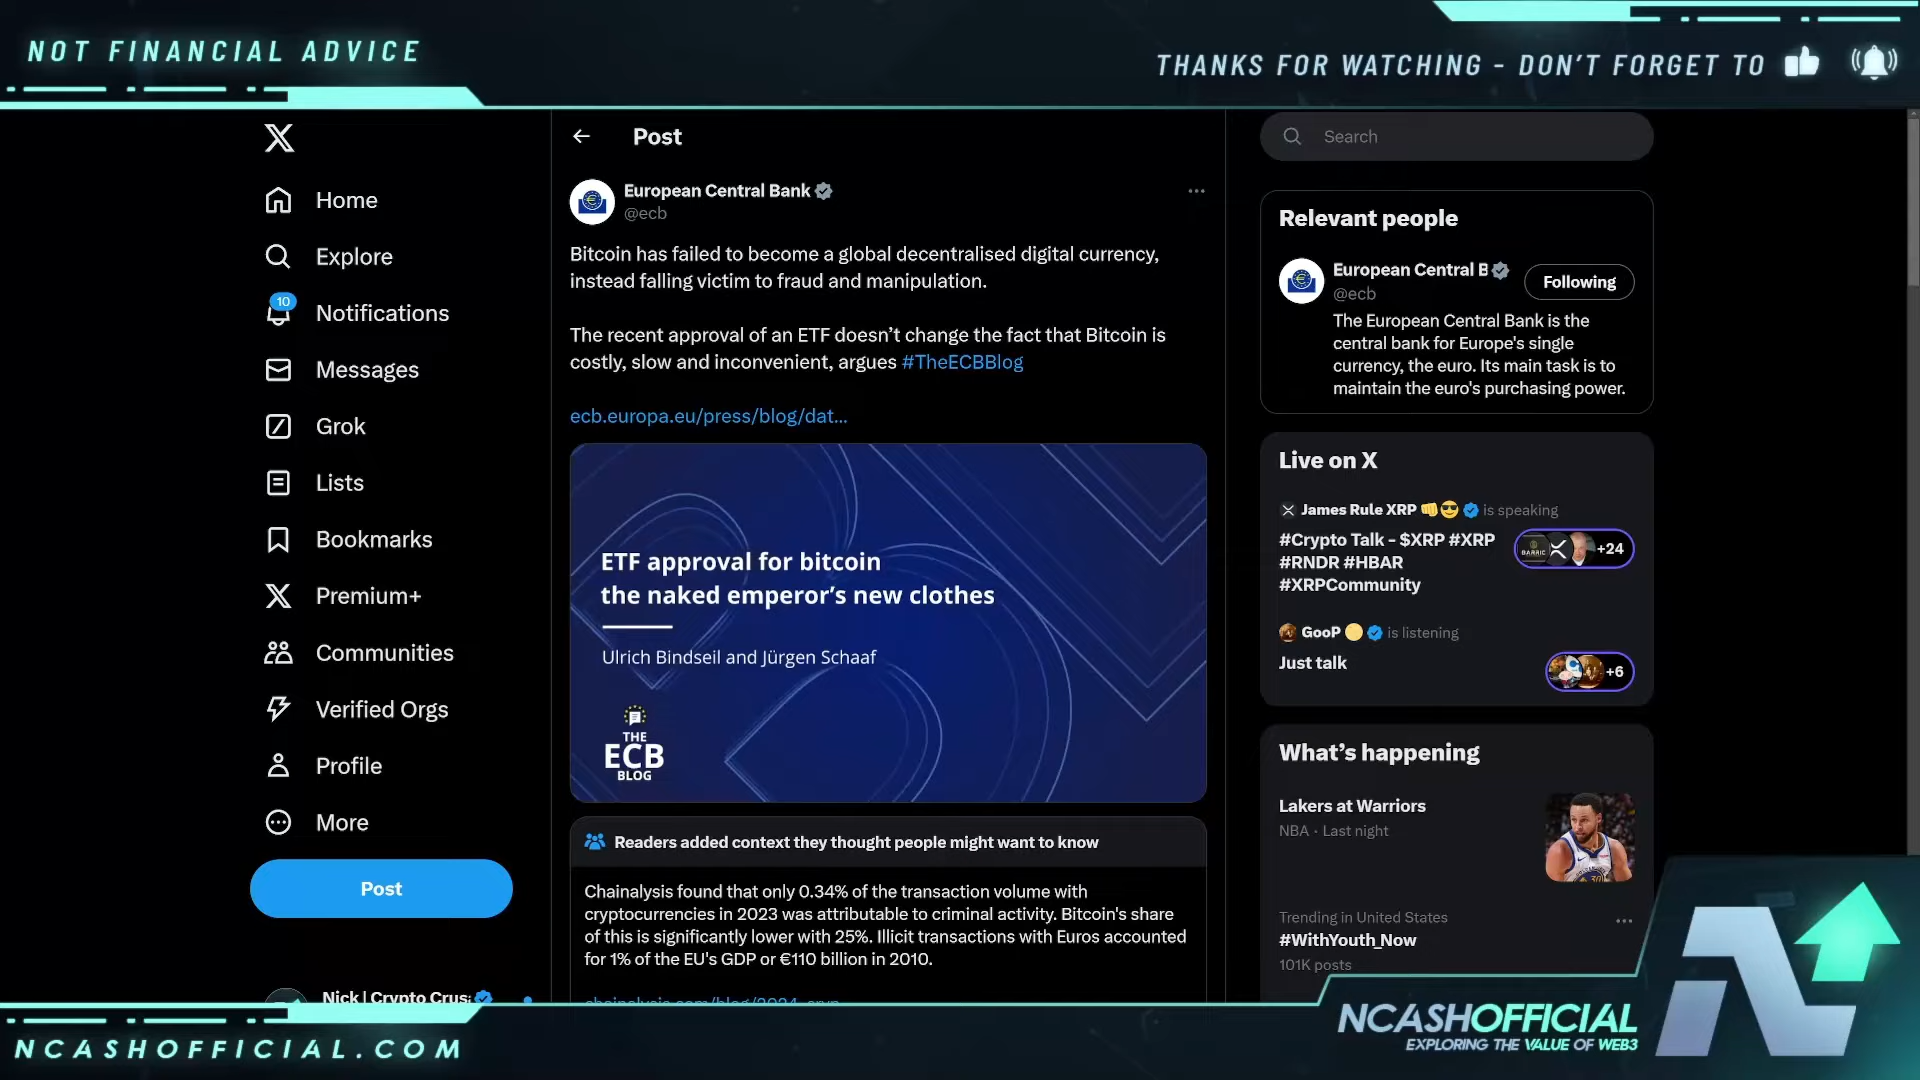 NOT FINANCIAL ADVICE
THANKS FOR WATCHING - DON'T FORGET TO
Home
Explore
10
Notifications
Messages
Grok
Lists
Bookmarks
Premium+
Communities
Verified Orgs
Profile
More
Post
Nick | Crypto Crus
Post
European Central Bank
@ecb
Bitcoin has failed to become a global decentralised digital currency,
instead falling victim to fraud and manipulation.
The recent approval of an ETF doesn’t change the fact that Bitcoin is
costly, slow and inconvenient, argues #TheECBBlog
ecb.europa.eu/press/blog/dat...
ETF approval for bitcoin
the naked emperor’s new clothes
Ulrich Bindseil and Jürgen Schaaf
THE
ECB
BLOG
Readers added context they thought people might want to know
Chainalysis found that only 0.34% of the transaction volume with
cryptocurrencies in 2023 was attributable to criminal activity. Bitcoin's share
of this is significantly lower with 25%. Illicit transactions with Euros accounted
for 1% of the EU's GDP or €110 billion in 2010.
Search
Relevant people
European Central B
Following
@ecb
The European Central Bank is the
central bank for Europe's single
currency, the euro. Its main task is to
maintain the euro's purchasing power.
Live on X
James Rule XRP is speaking
#Crypto Talk - $XRP #XRP
#RNDR #HBAR
#XRPCommunity
+24
GooP is listening
Just talk
+6
What’s happening
Lakers at Warriors
NBA · Last night
Trending in United States
#WithYouth_Now
101K posts
NCASHOFFICIAL.COM
NCASHOFFICIAL
EXPLORING THE VALUE OF WEB3